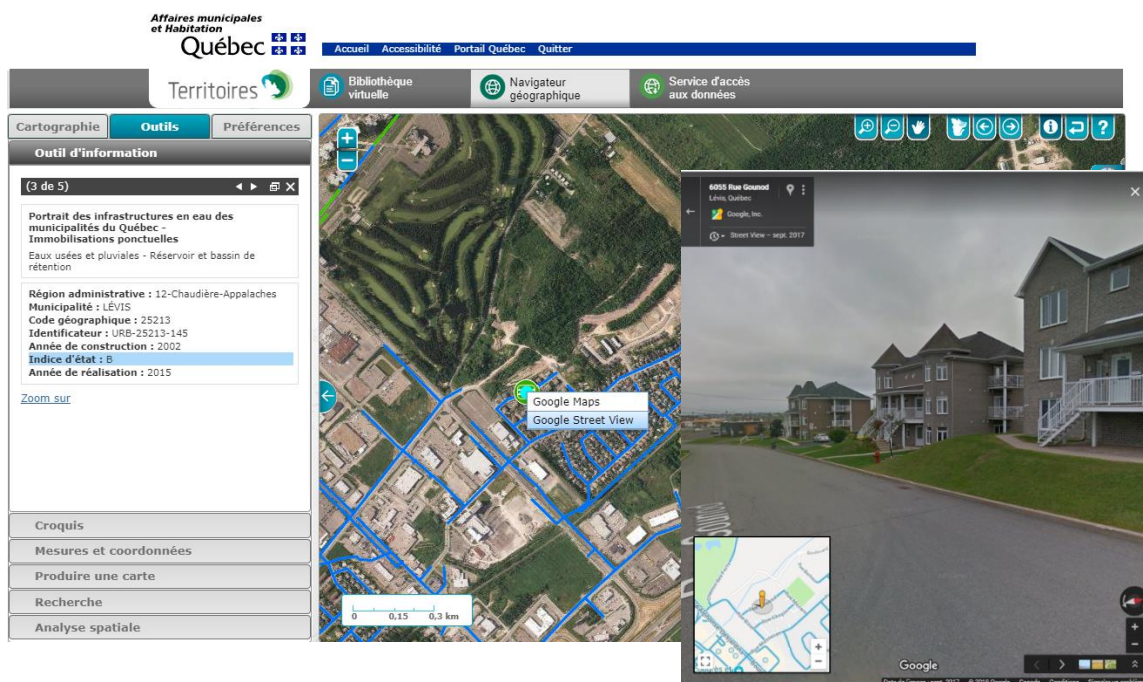 Affaires municipales
et Habitation
Québec
Accueil Accessibilité Portail Québec Quitter
Territoires
Bibliothèque
virtuelle
Navigateur
géographique
Service d'accès
aux données
Cartographie Outils Préférences
Outil d'information
(3 de 5)
Portrait des infrastructures en eau des
municipalités du Québec -
Immobilisations ponctuelles
Eaux usées et pluviales - Réservoir et bassin de
rétention
Région administrative : 12-Chaudière-Appalaches
Municipalité : LÉVIS
Code géographique : 25213
Identificateur : URB-25213-145
Année de construction : 2002
Indice d'état : B
Année de réalisation : 2015
Zoom sur
Croquis
Mesures et coordonnées
Produire une carte
Recherche
Analyse spatiale
Google Maps
Google Street View
0 0,15 0,3 km
6055 Rue Gounod
Lévis, Québec
Google, Inc.
Street View - sept. 2017
Google